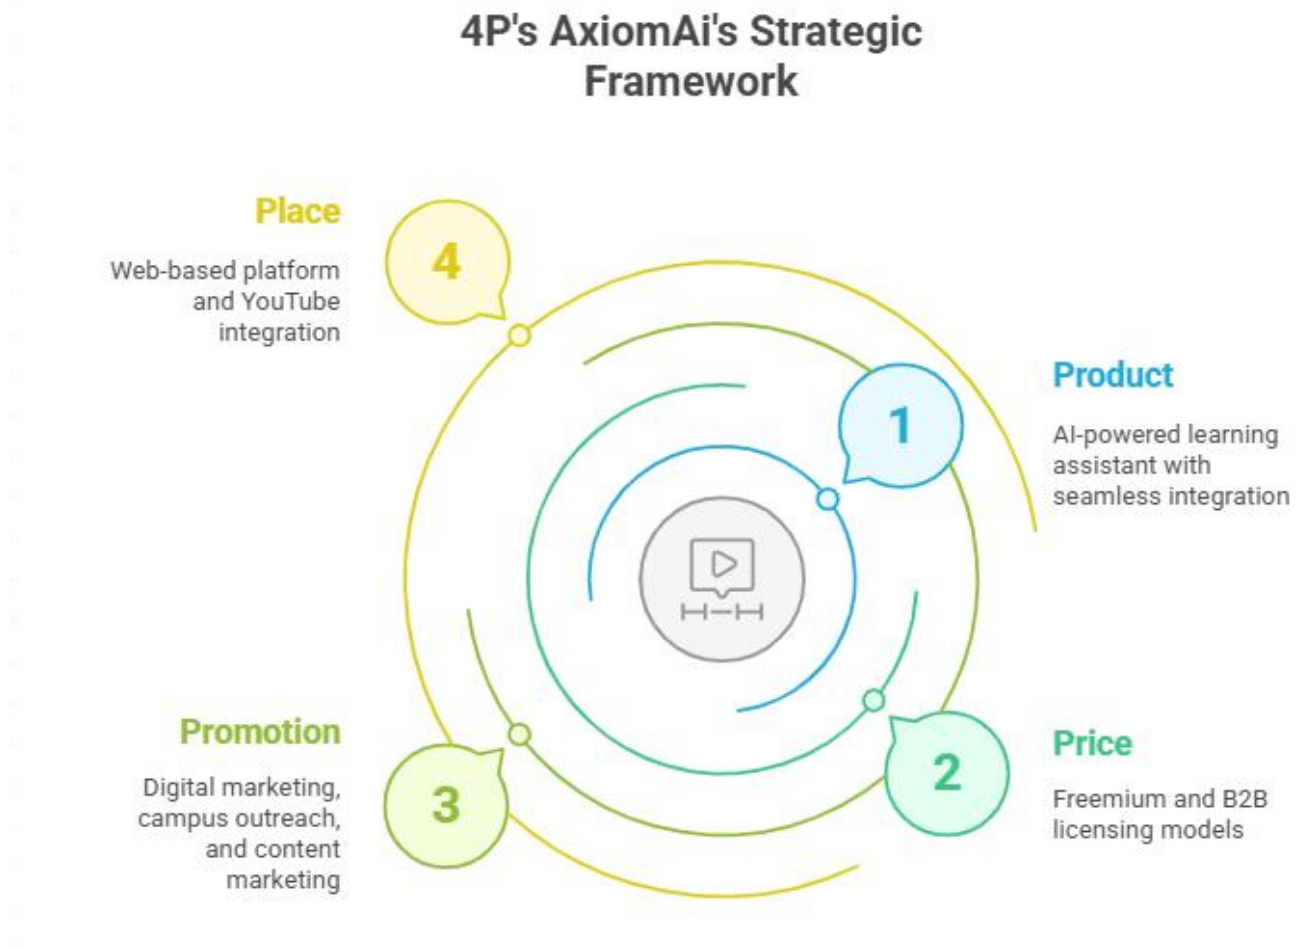 4P's AxiomAi's Strategic
Framework
Place
Web-based platform
and YouTube
integration
4
1
Product
AI-powered learning
assistant with
seamless integration
Promotion
Digital marketing,
campus outreach,
and content
marketing
3
2
Price
Freemium and B2B
licensing models